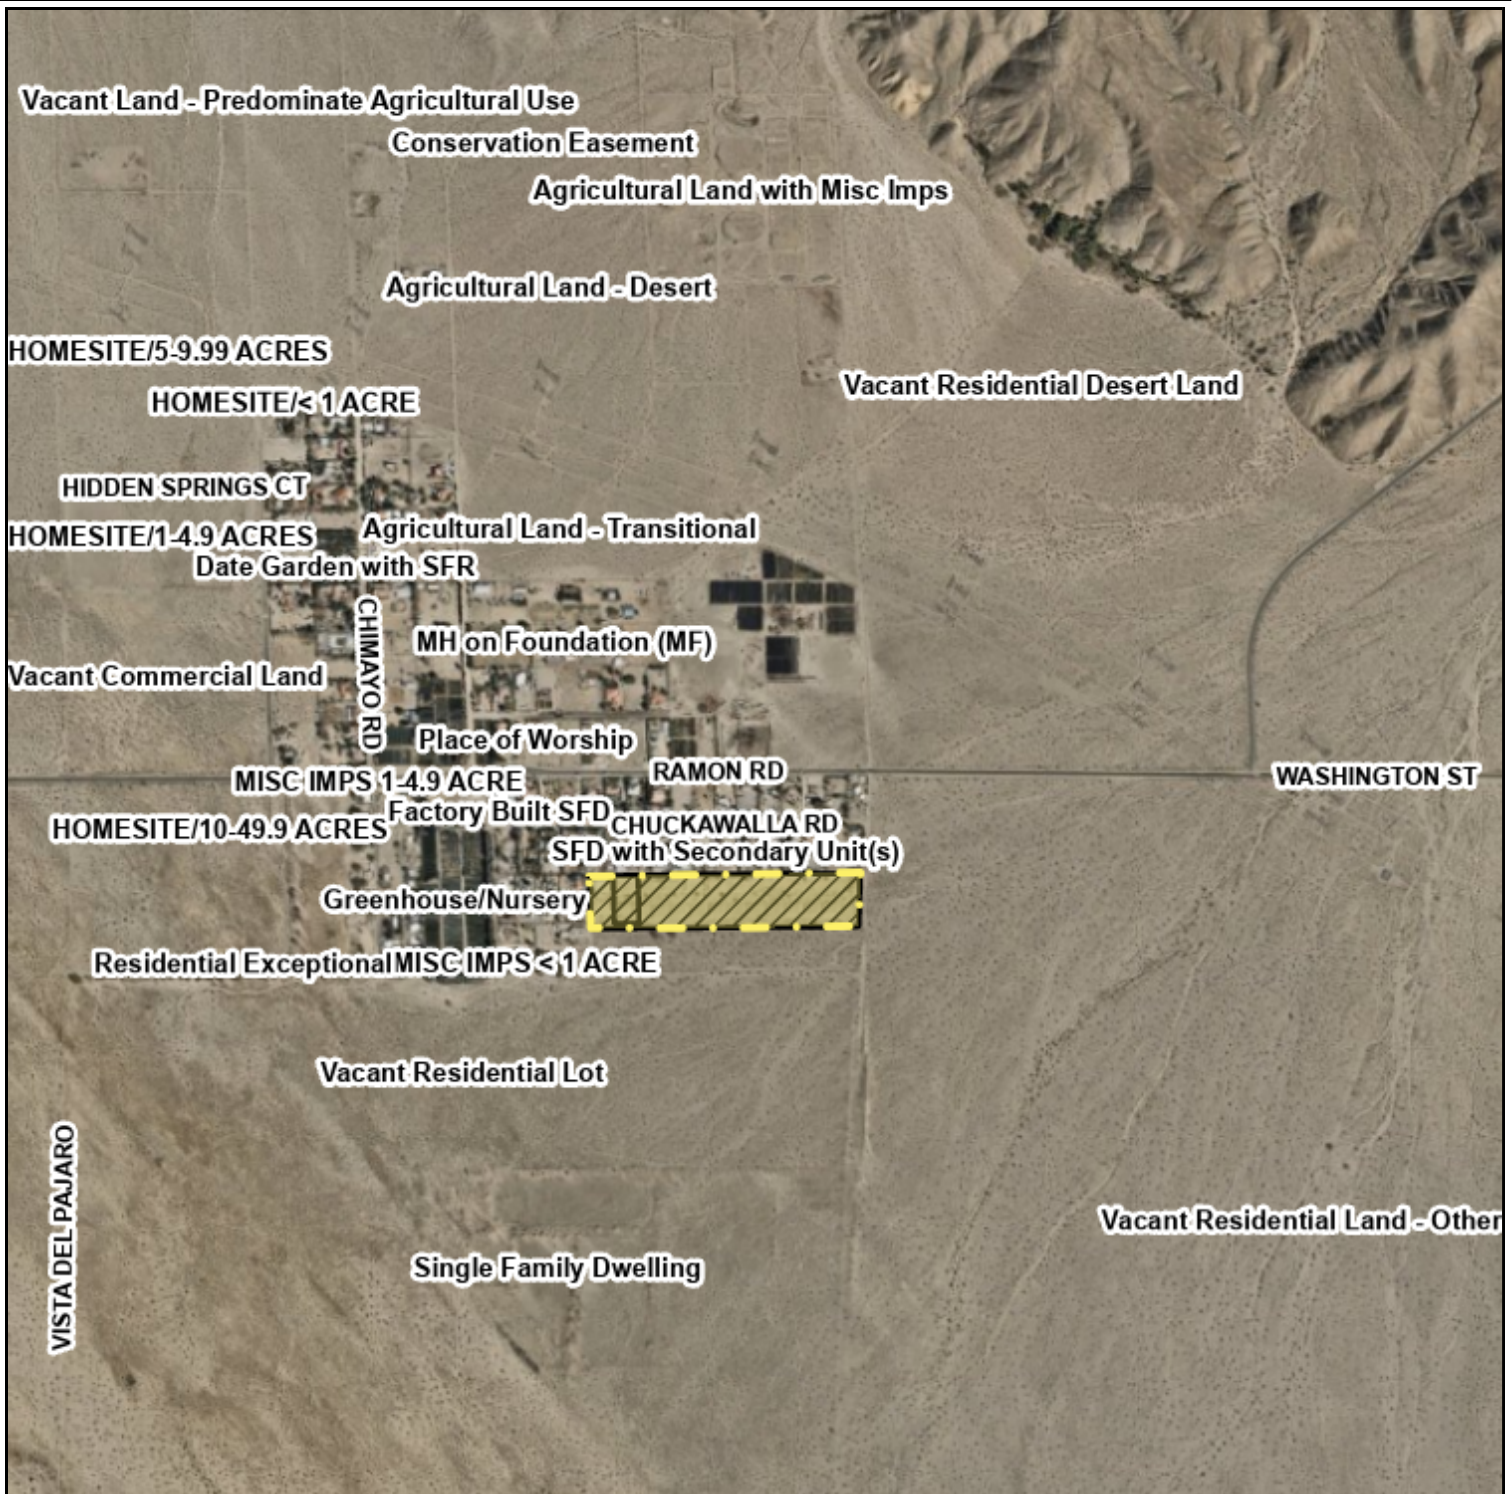 Vacant Land - Predominate Agricultural Use
Conservation Easement
Agricultural Land with Misc Imps
Agricultural Land - Desert
HOMESITE/5-9.99 ACRES
Vacant Residential Desert Land
HOMESITE/< 1 ACRE
HIDDEN SPRINGS CT
HOMESITE/1-4.9 ACRES
Agricultural Land - Transitional
Date Garden with SFR
CHIMAYO RD
MH on Foundation (MF)
Vacant Commercial Land
Place of Worship
RAMON RD
WASHINGTON ST
MISC IMPS 1-4.9 ACRE
Factory Built SFD
HOMESITE/10-49.9 ACRES
CHUCKAWALLA RD
SFD with Secondary Unit(s)
Greenhouse/Nursery
Residential Exceptional
MISC IMPS < 1 ACRE
Vacant Residential Lot
VISTA DEL PAJARO
Vacant Residential Land - Other
Single Family Dwelling